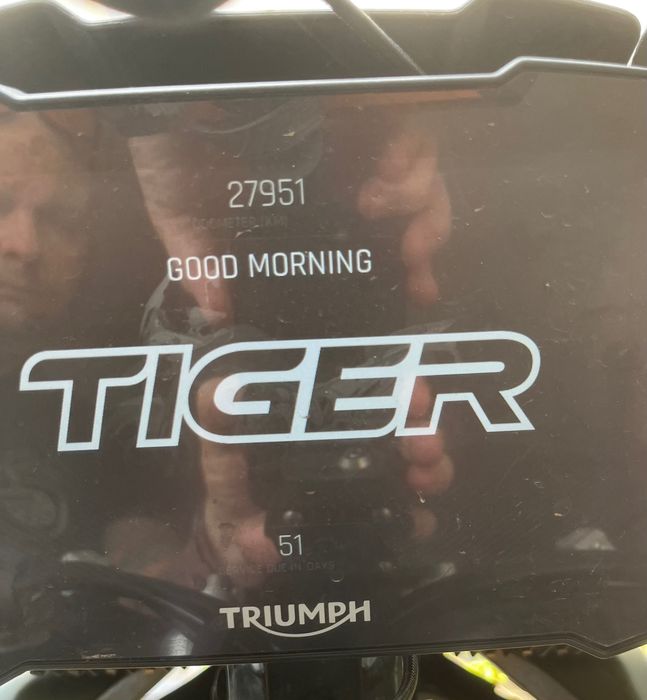 27951
ODOMETER (KM)
GOOD MORNING
TIGER
51
SERVICE DUE IN DAYS
TRIUMPH